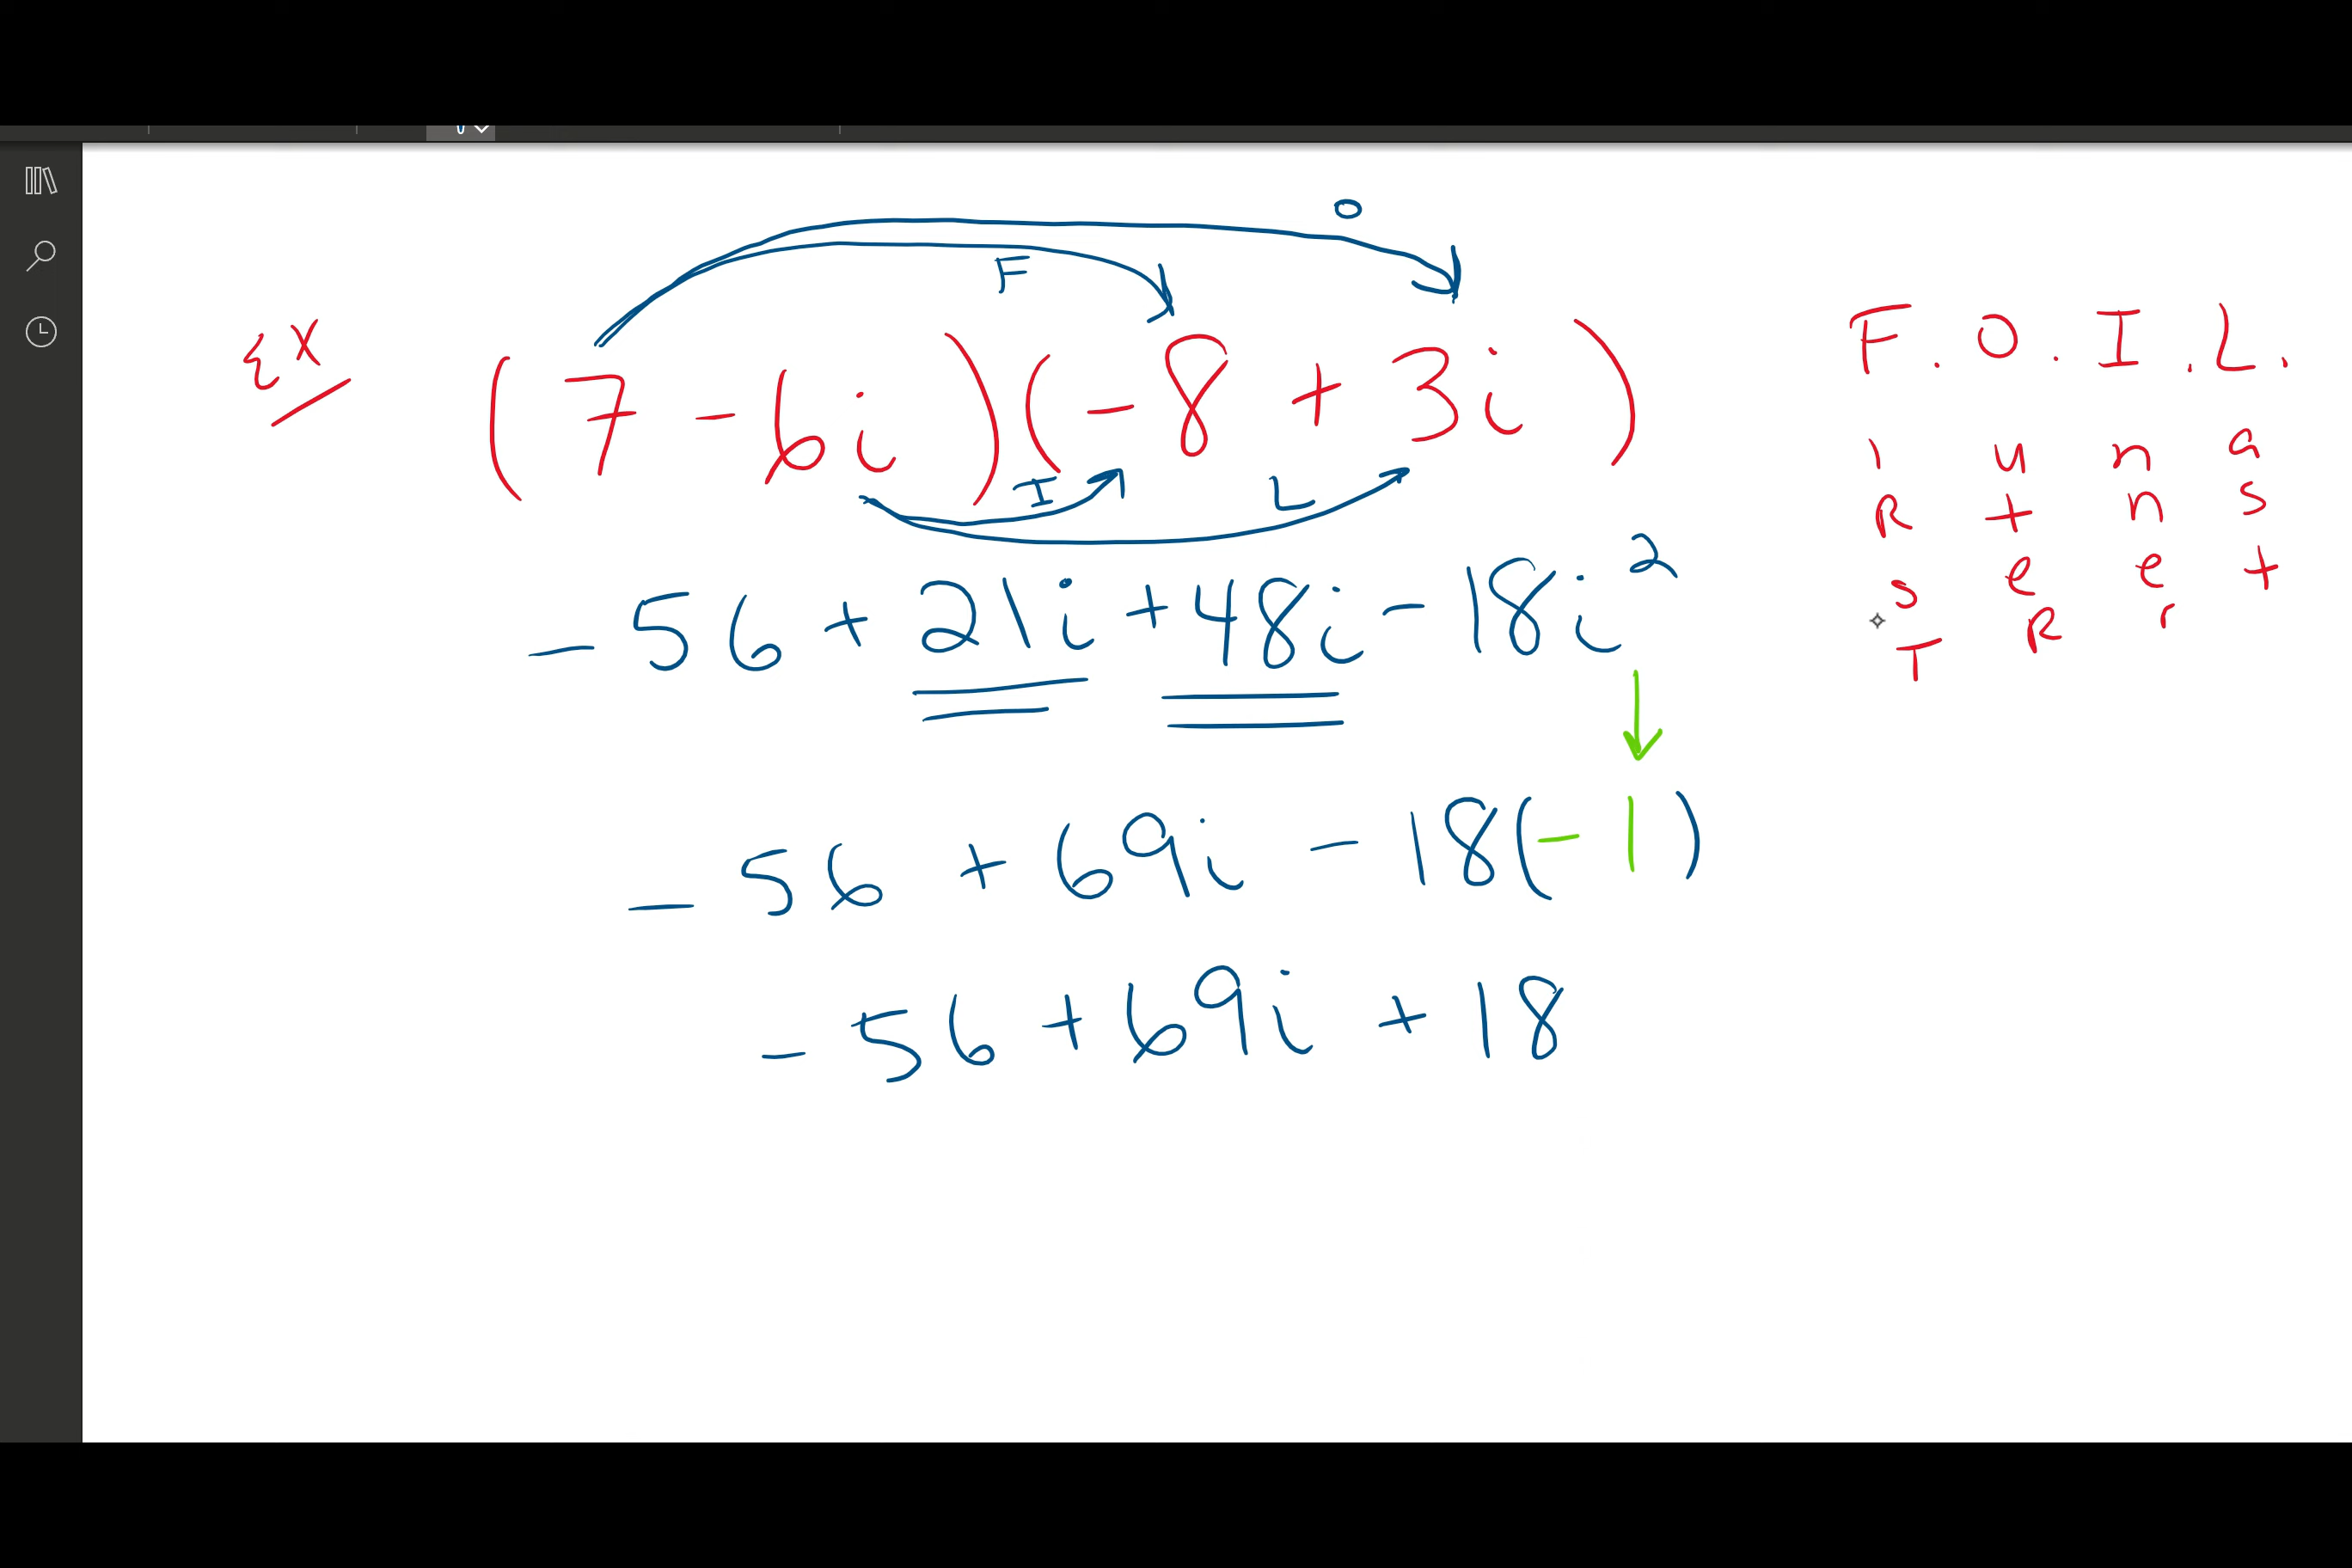 O
F
Ex (7 - 6i)(-8 + 3i) F.O.I.L.
I L
i u n a
R t n s
s e e t
T R r
- 56 + 21i + 48i - 18i²
- 56 + 69i - 18(-1)
- 56 + 69i + 18